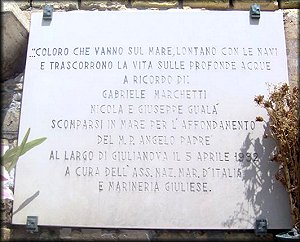 ...COLORO CHE VANNO SUL MARE, LONTANO CON LE NAVI
E TRASCORRONO LA VITA SULLE PROFONDE ACQUE
A RICORDO DI:
GABRIELE MARCHETTI
NICOLA E GIUSEPPE GUALÀ
SCOMPARSI IN MARE PER L'AFFONDAMENTO
DEL M.P. ANGELO PADRE
AL LARGO DI GIULIANOVA IL 5 APRILE
A CURA DELL'ASS. NAZ. MAR. D'ITALIA
E MARINERIA GIULIESE.